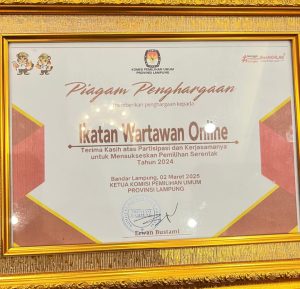 KOMISI PEMILIHAN UMUM
PROVINSI LAMPUNG
Piagam Penghargaan
Memberikan penghargaan kepada
Ikatan Wartawan Online
Terima Kasih atas Partisipasi dan Kerjasamanya
untuk Mensukseskan Pemilihan Serentak
Tahun 2024
Bandar Lampung, 02 Maret 2025
KETUA KOMISI PEMILIHAN UMUM
PROVINSI LAMPUNG
Erwan Bustami